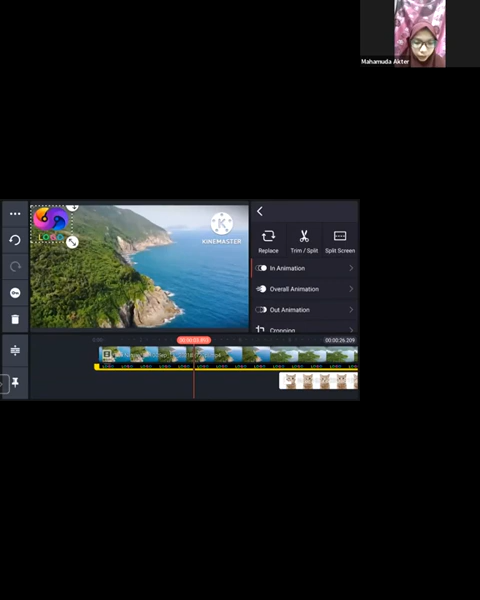 Mahamuda Akter
LOGO
KINEMASTER
Replace
Trim / Split
Split Screen
In Animation
Overall Animation
Out Animation
Cropping
00:00:26.209